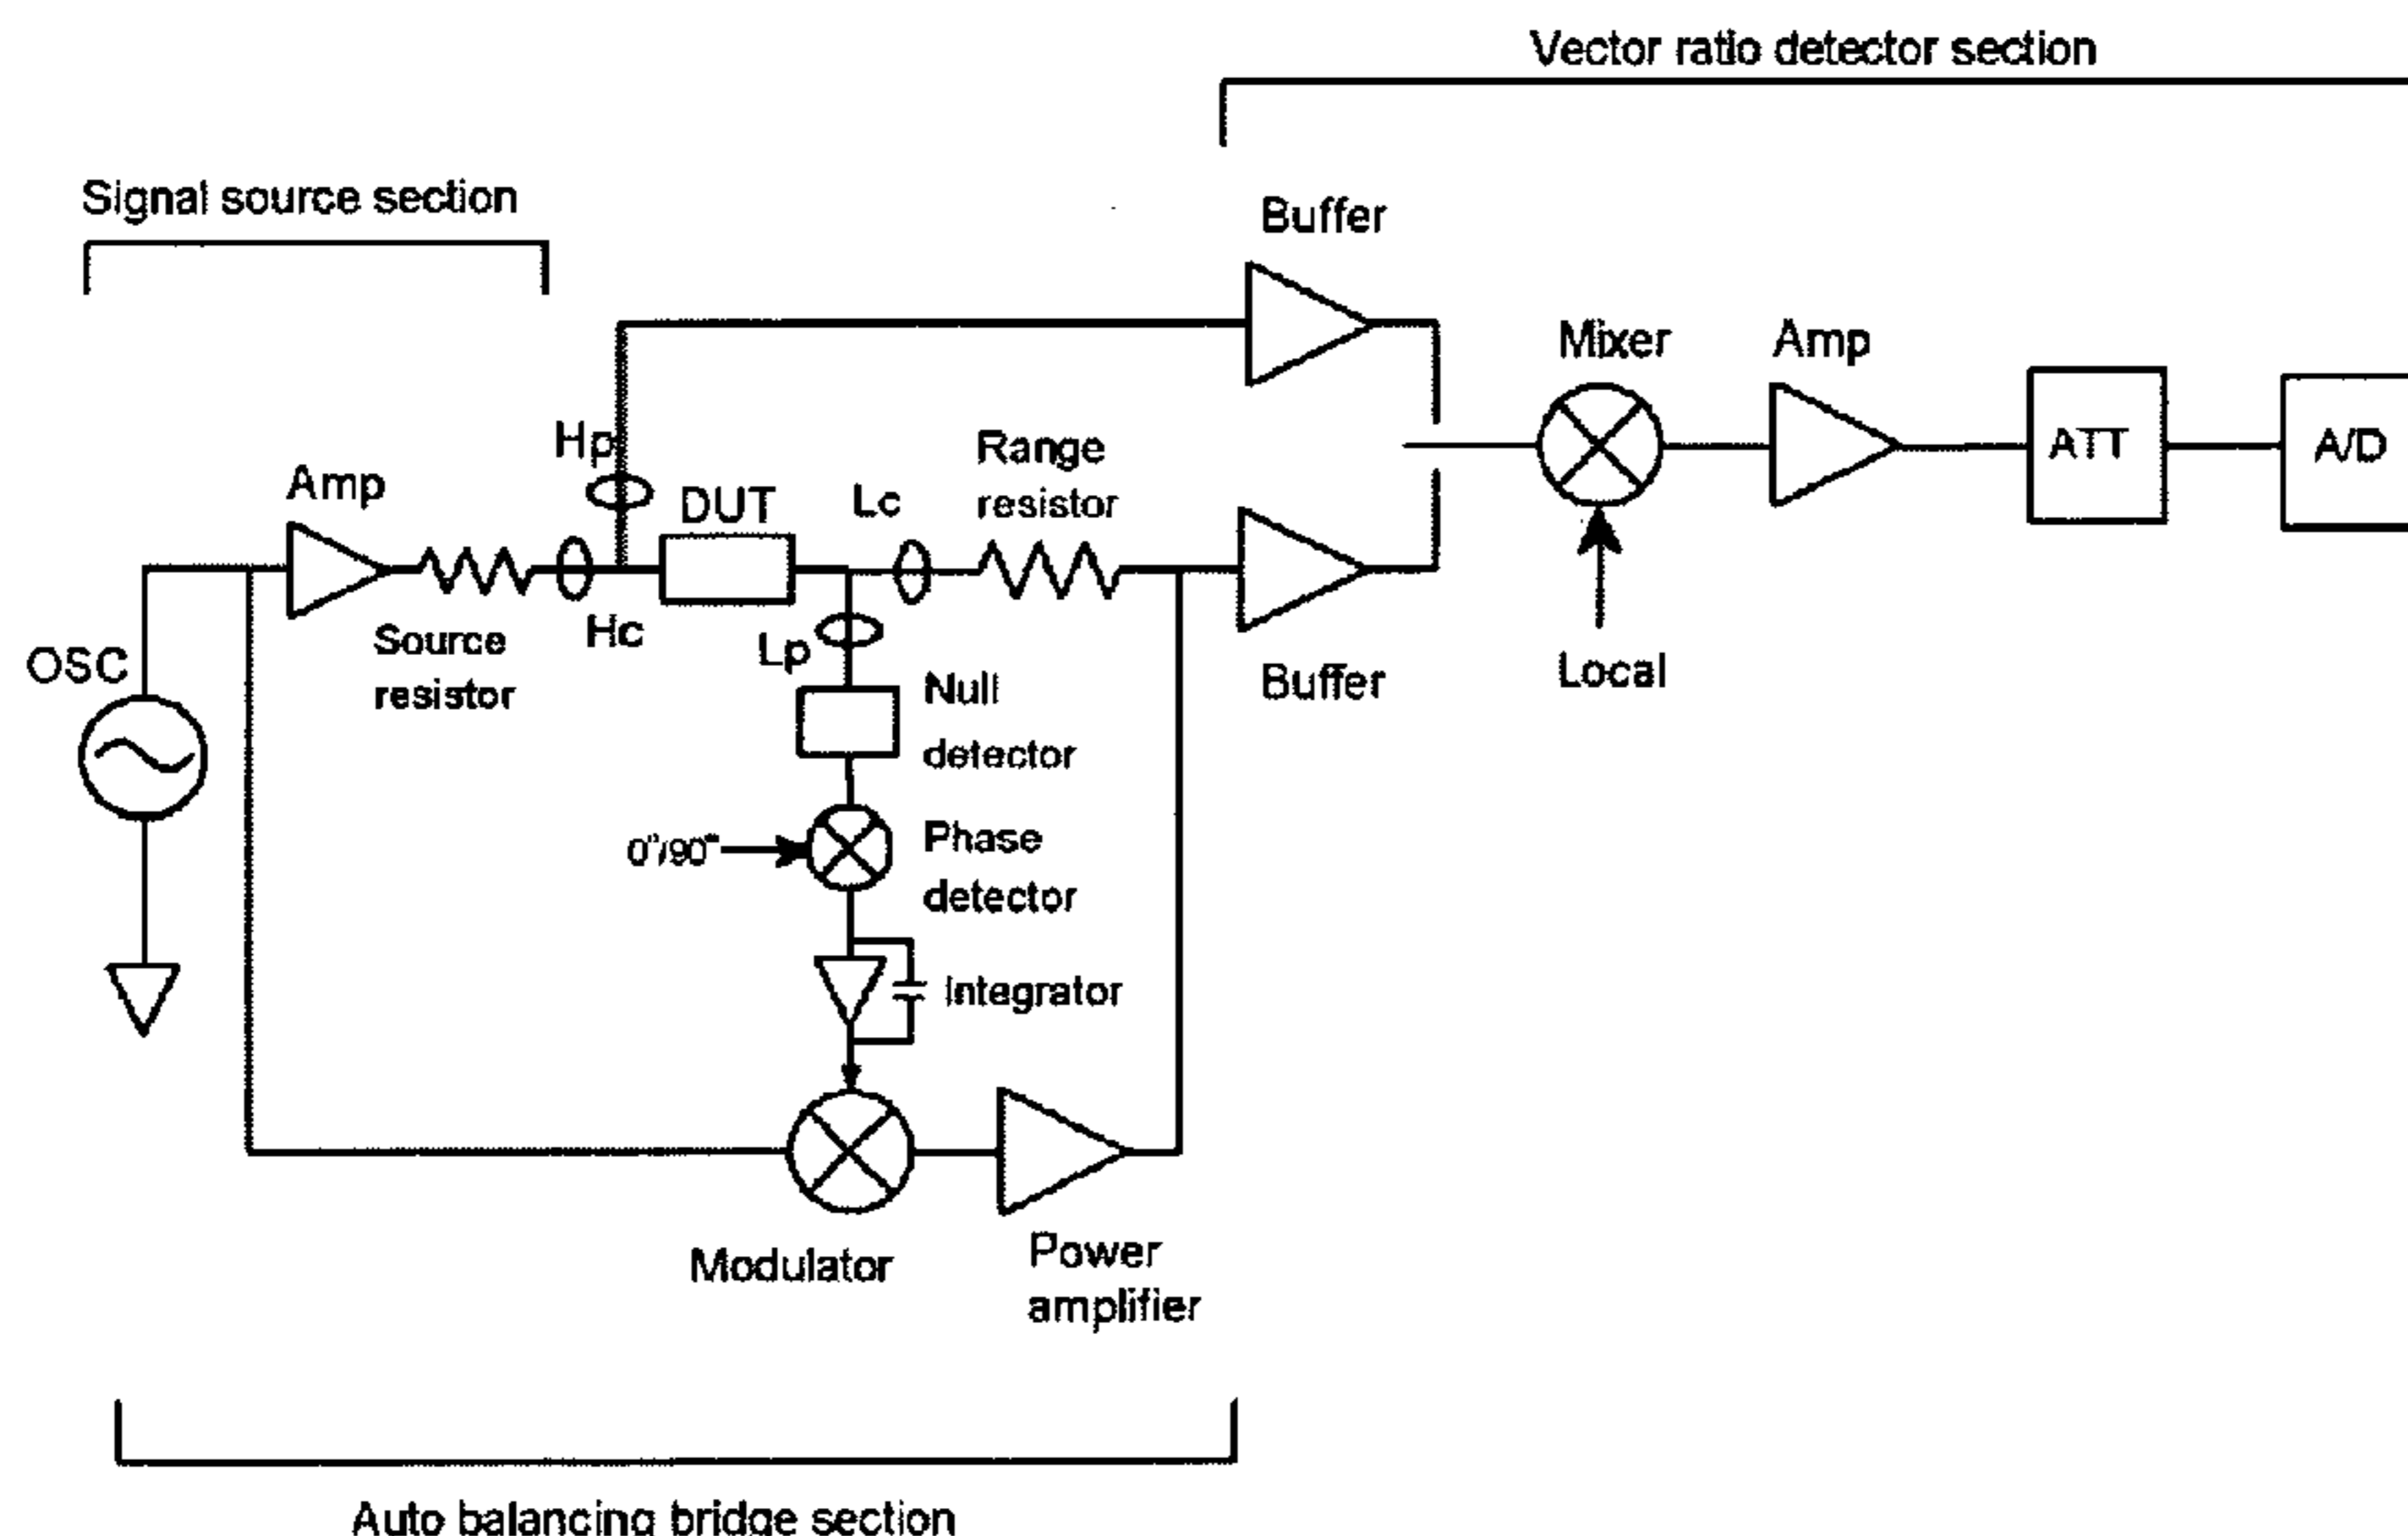 Vector ratio detector section
Signal source section
Buffer
Mixer
Amp
Hp
Range
resistor
ATT
A/D
Amp
DUT
Lc
OSC
Source
resistor
Hc
Lp
Null
detector
Buffer
Local
0°/90°
Phase
detector
Integrator
Modulator
Power
amplifier
Auto balancing bridge section